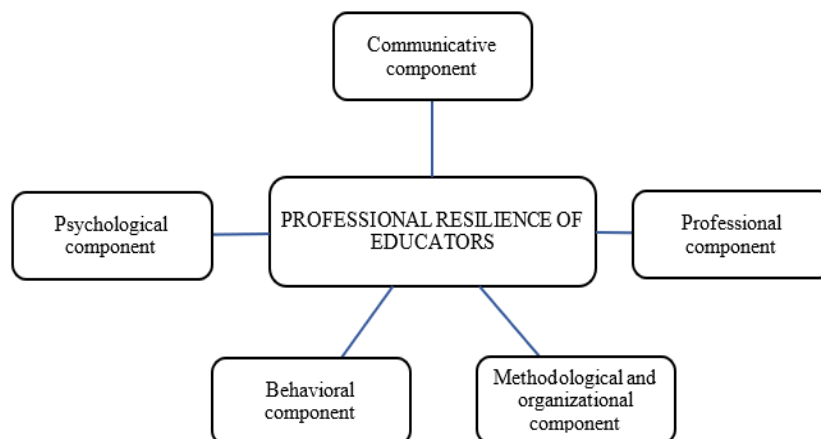 Communicative
component
Psychological
component
PROFESSIONAL RESILIENCE OF
EDUCATORS
Professional
component
Behavioral
component
Methodological and
organizational
component